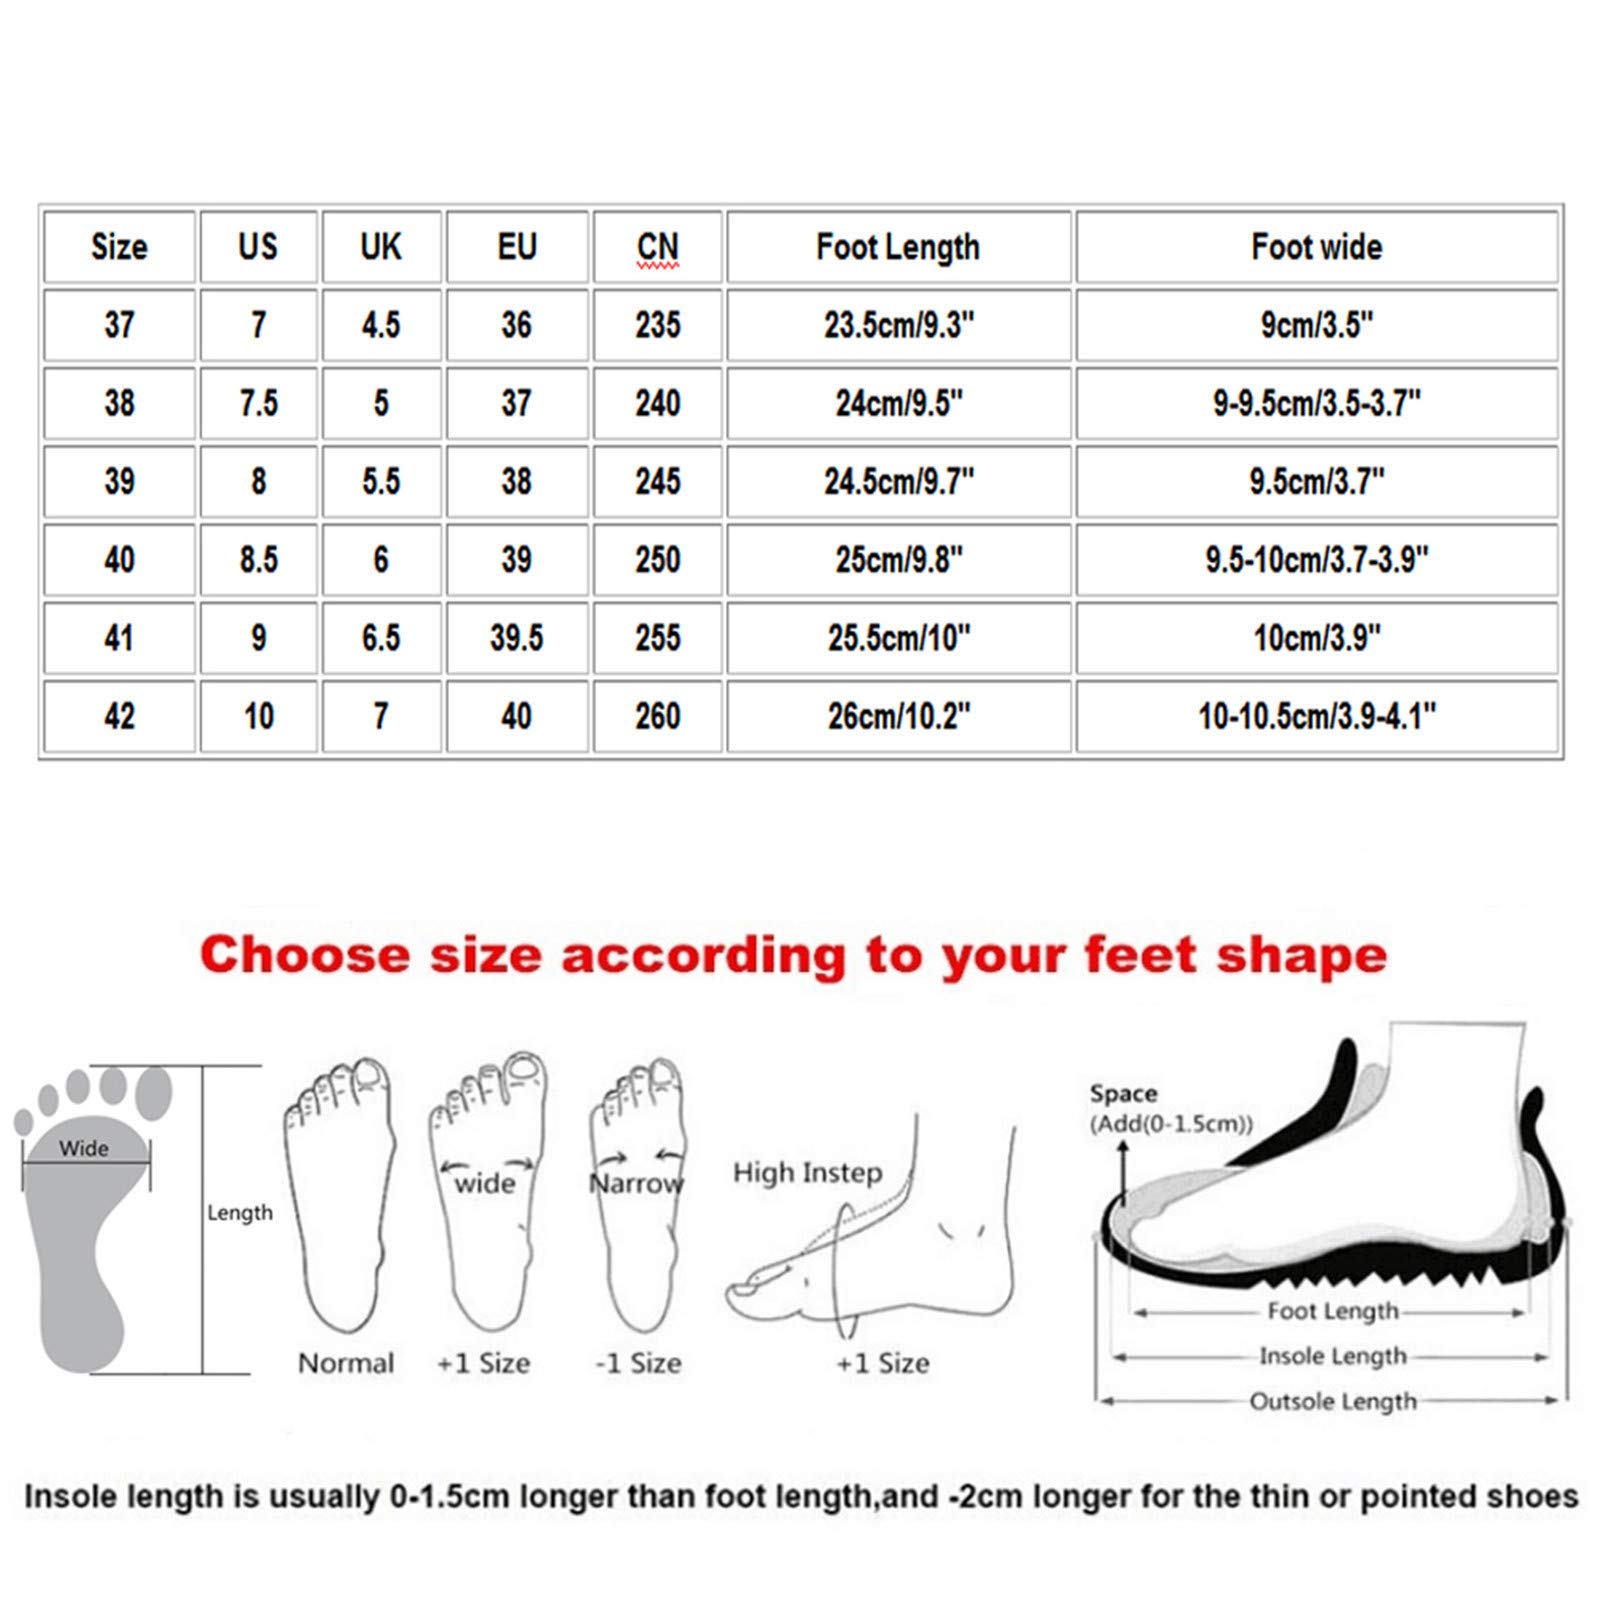 Size US UK EU CN Foot Length Foot wide
37 7 4.5 36 235 23.5cm/9.3" 9cm/3.5"
38 7.5 5 37 240 24cm/9.5" 9-9.5cm/3.5-3.7"
39 8 5.5 38 245 24.5cm/9.7" 9.5cm/3.7"
40 8.5 6 39 250 25cm/9.8" 9.5-10cm/3.7-3.9"
41 9 6.5 39.5 255 25.5cm/10" 10cm/3.9"
42 10 7 40 260 26cm/10.2" 10-10.5cm/3.9-4.1"
Choose size according to your feet shape
Wide
Length
Normal
wide
+1 Size
Narrow
-1 Size
High Instep
+1 Size
Space
(Add(0-1.5cm))
Foot Length
Insole Length
Outsole Length
Insole length is usually 0-1.5cm longer than foot length,and -2cm longer for the thin or pointed shoes